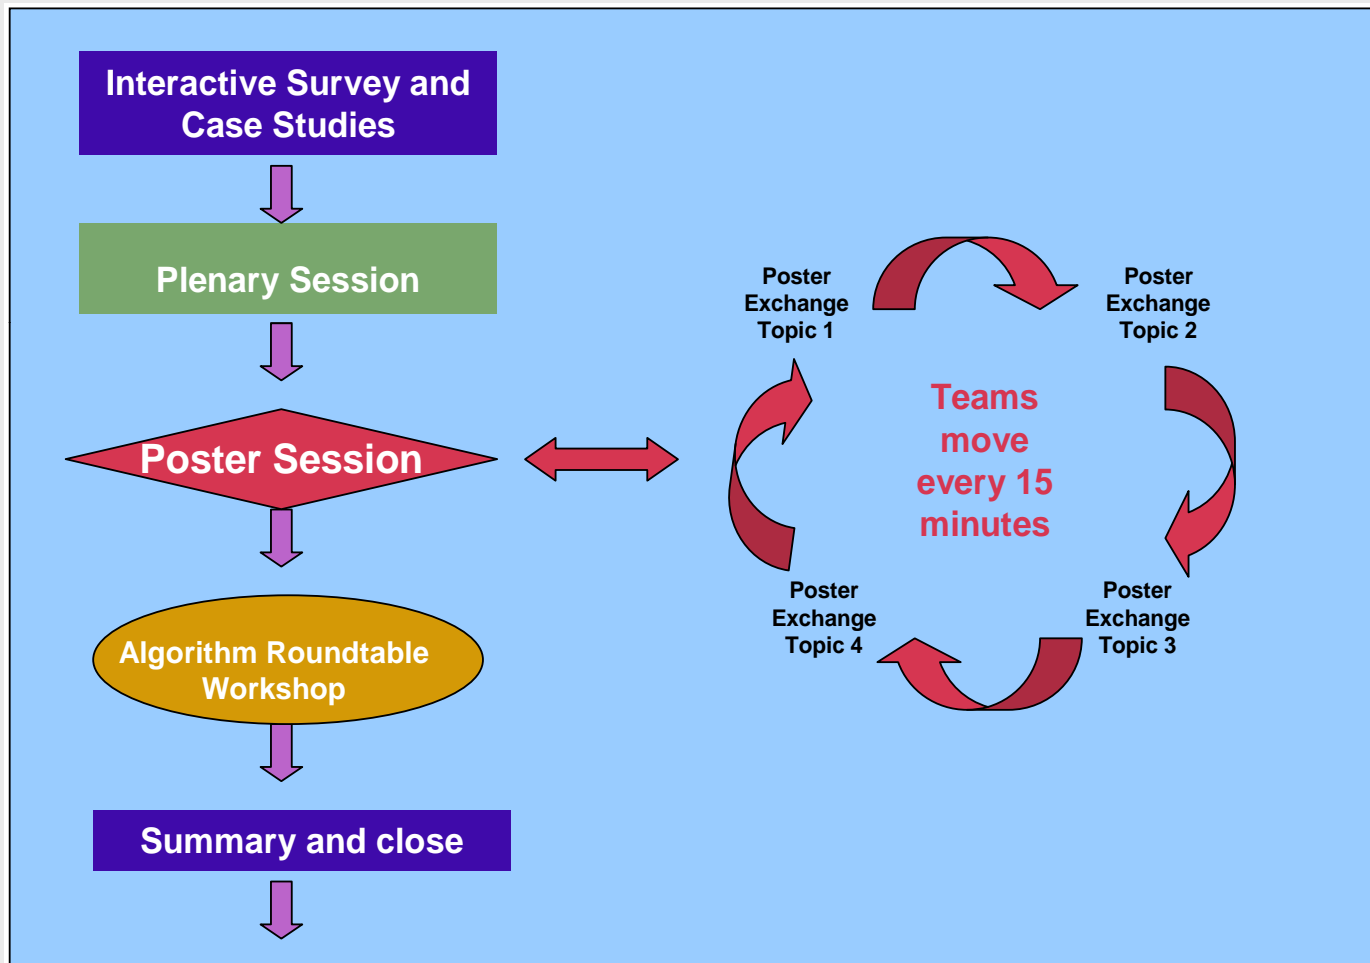 Interactive Survey and
Case Studies
Plenary Session
Poster Session
Algorithm Roundtable
Workshop
Summary and close
Poster
Exchange
Topic 1
Poster
Exchange
Topic 2
Teams
move
every 15
minutes
Poster
Exchange
Topic 4
Poster
Exchange
Topic 3